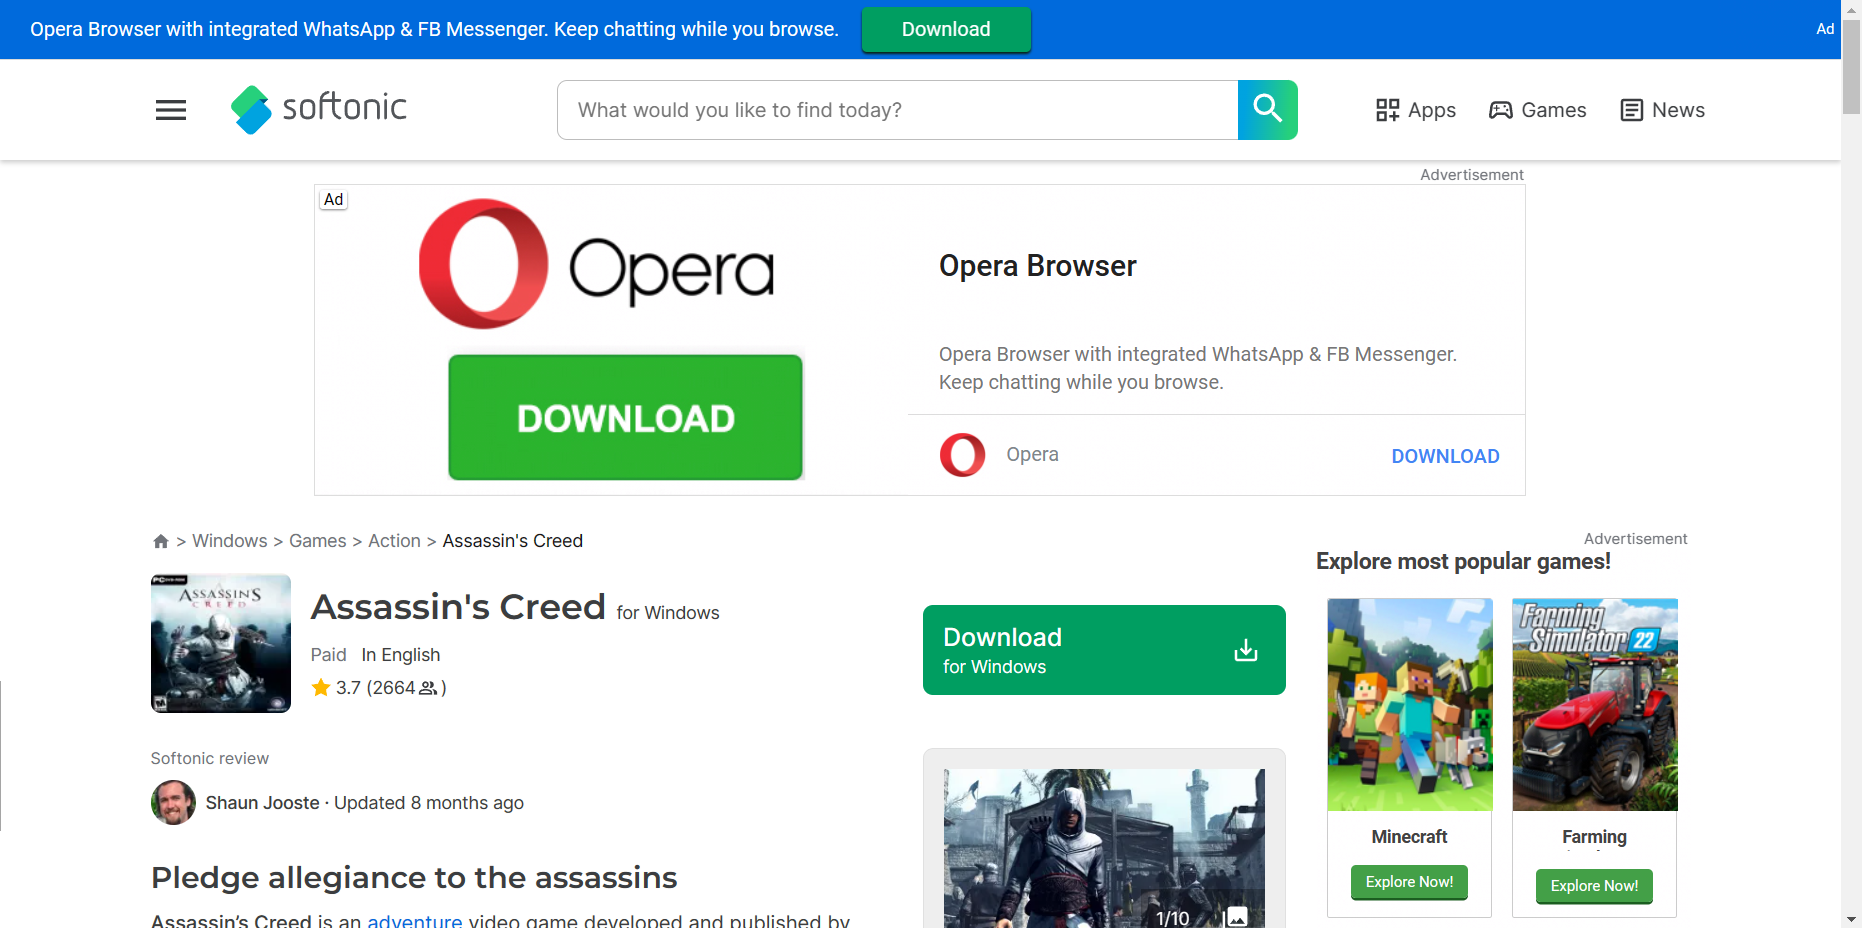 Opera Browser with integrated WhatsApp & FB Messenger. Keep chatting while you browse.
Download
Ad
softonic
What would you like to find today?
Apps
Games
News
Advertisement
Ad
Opera
DOWNLOAD
Opera Browser
Opera Browser with integrated WhatsApp & FB Messenger.
Keep chatting while you browse.
Opera
DOWNLOAD
> Windows > Games > Action > Assassin's Creed
ASSASSIN'S
CREED
Assassin's Creed for Windows
Paid In English
3.7 (2664 )
Download
for Windows
Softonic review
Shaun Jooste · Updated 8 months ago
Pledge allegiance to the assassins
Assassin's Creed is an adventure video game developed and published by
1/10
Advertisement
Explore most popular games!
Minecraft
Explore Now!
Farming
Simulator 22
Farming
Explore Now!